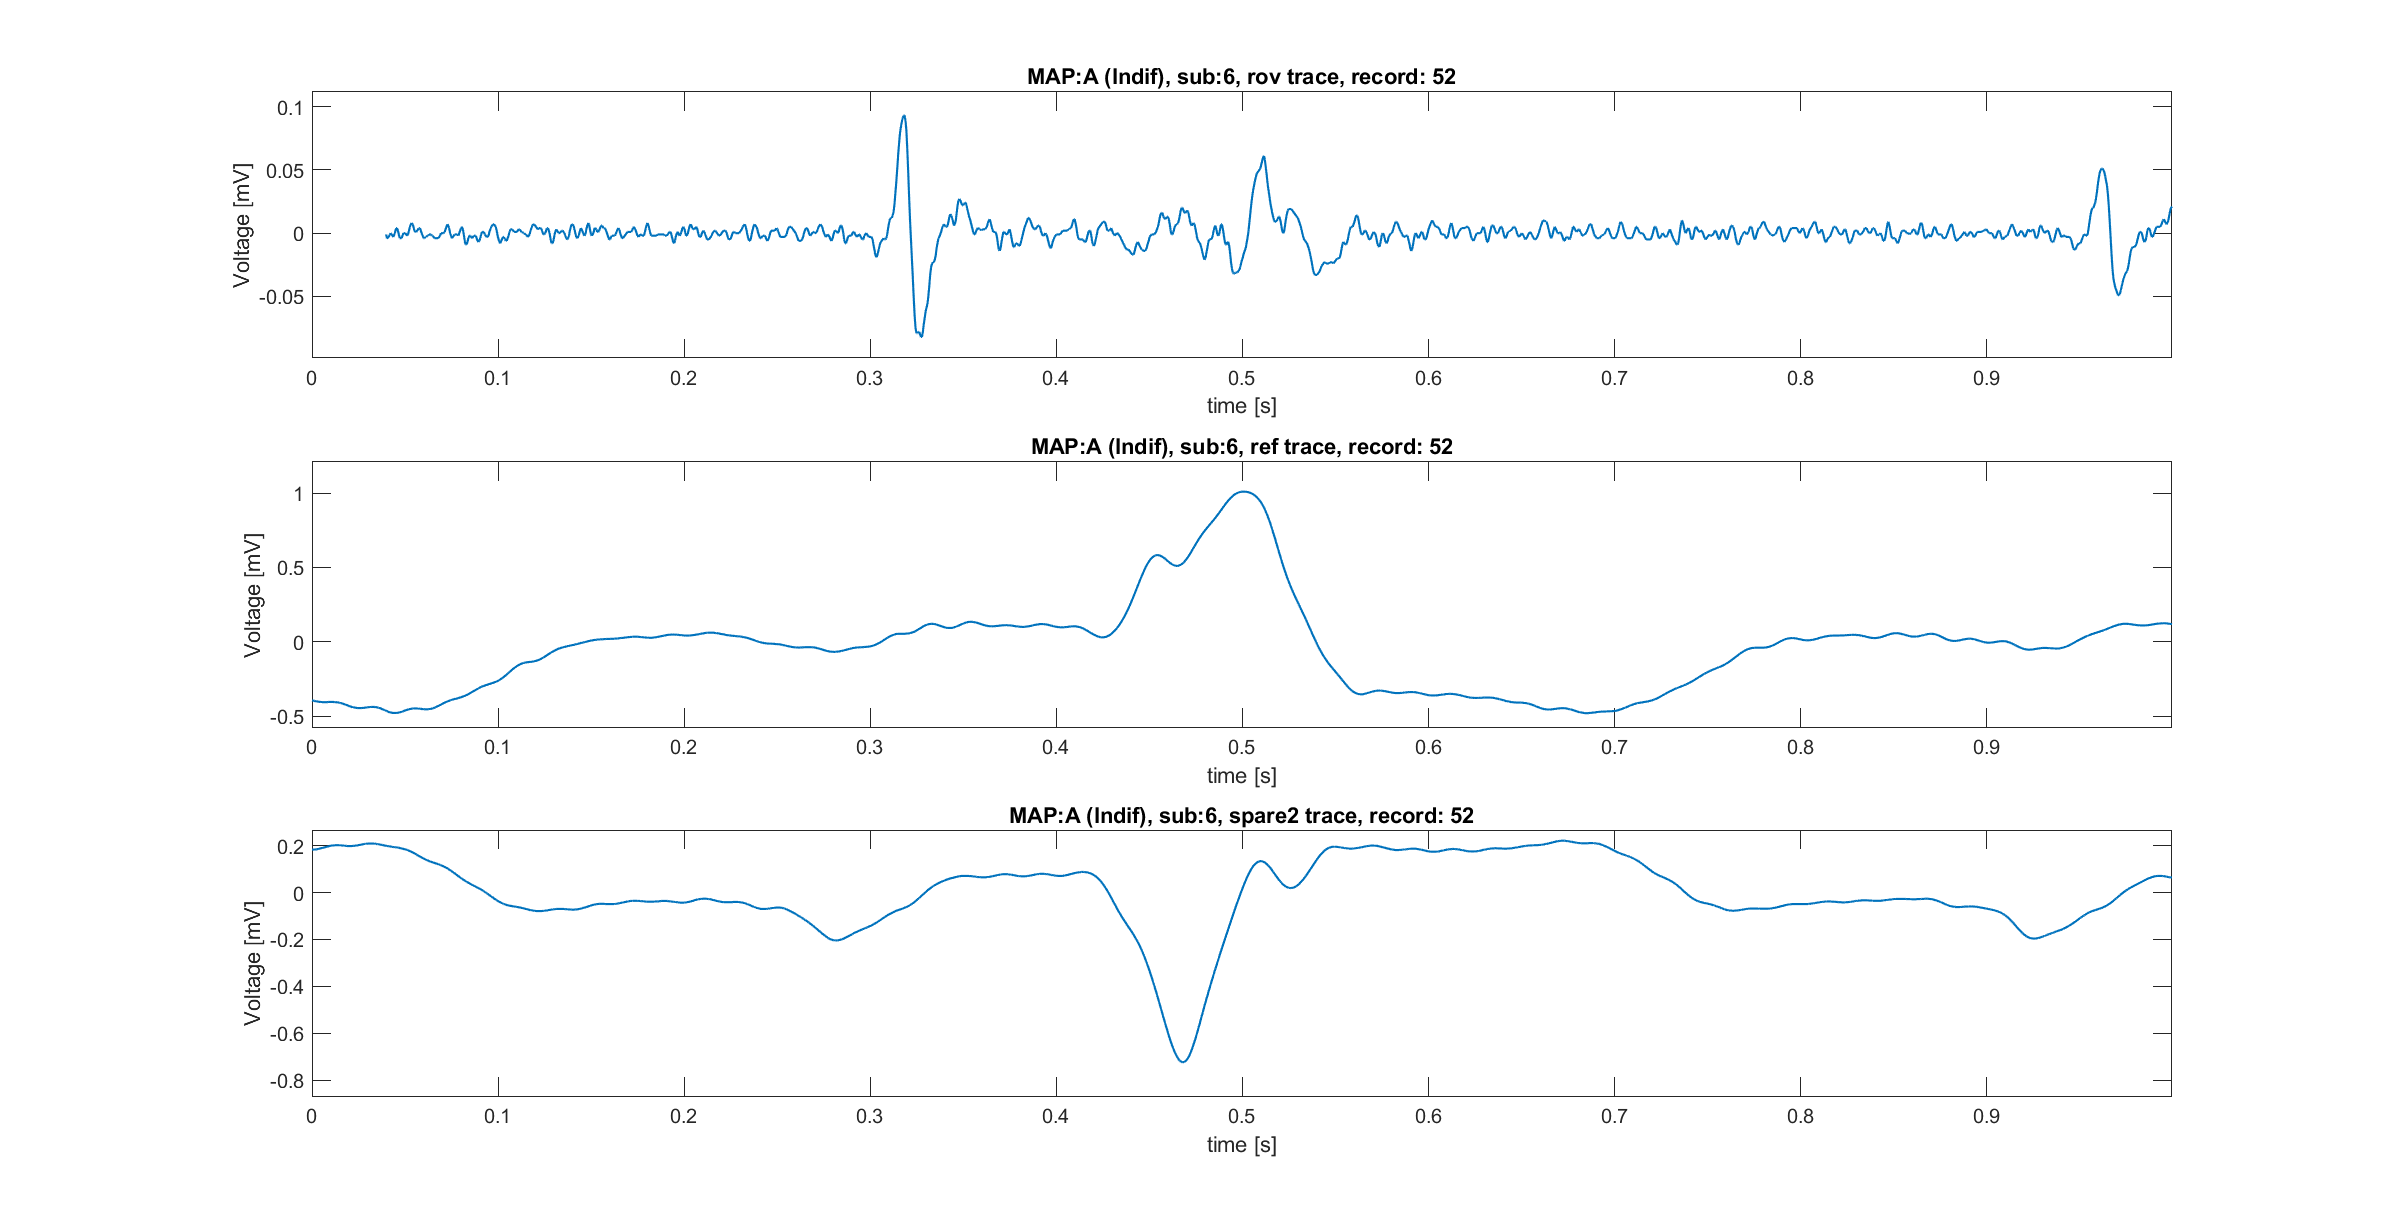 MAP:A (Indif), sub:6, rov trace, record: 52
0.1
0.05
0
-0.05
Voltage [mV]
0 0.1 0.2 0.3 0.4 0.5 0.6 0.7 0.8 0.9
time [s]
MAP:A (Indif), sub:6, ref trace, record: 52
1
0.5
0
-0.5
Voltage [mV]
0 0.1 0.2 0.3 0.4 0.5 0.6 0.7 0.8 0.9
time [s]
MAP:A (Indif), sub:6, spare2 trace, record: 52
0.2
0
-0.2
-0.4
-0.6
-0.8
Voltage [mV]
0 0.1 0.2 0.3 0.4 0.5 0.6 0.7 0.8 0.9
time [s]